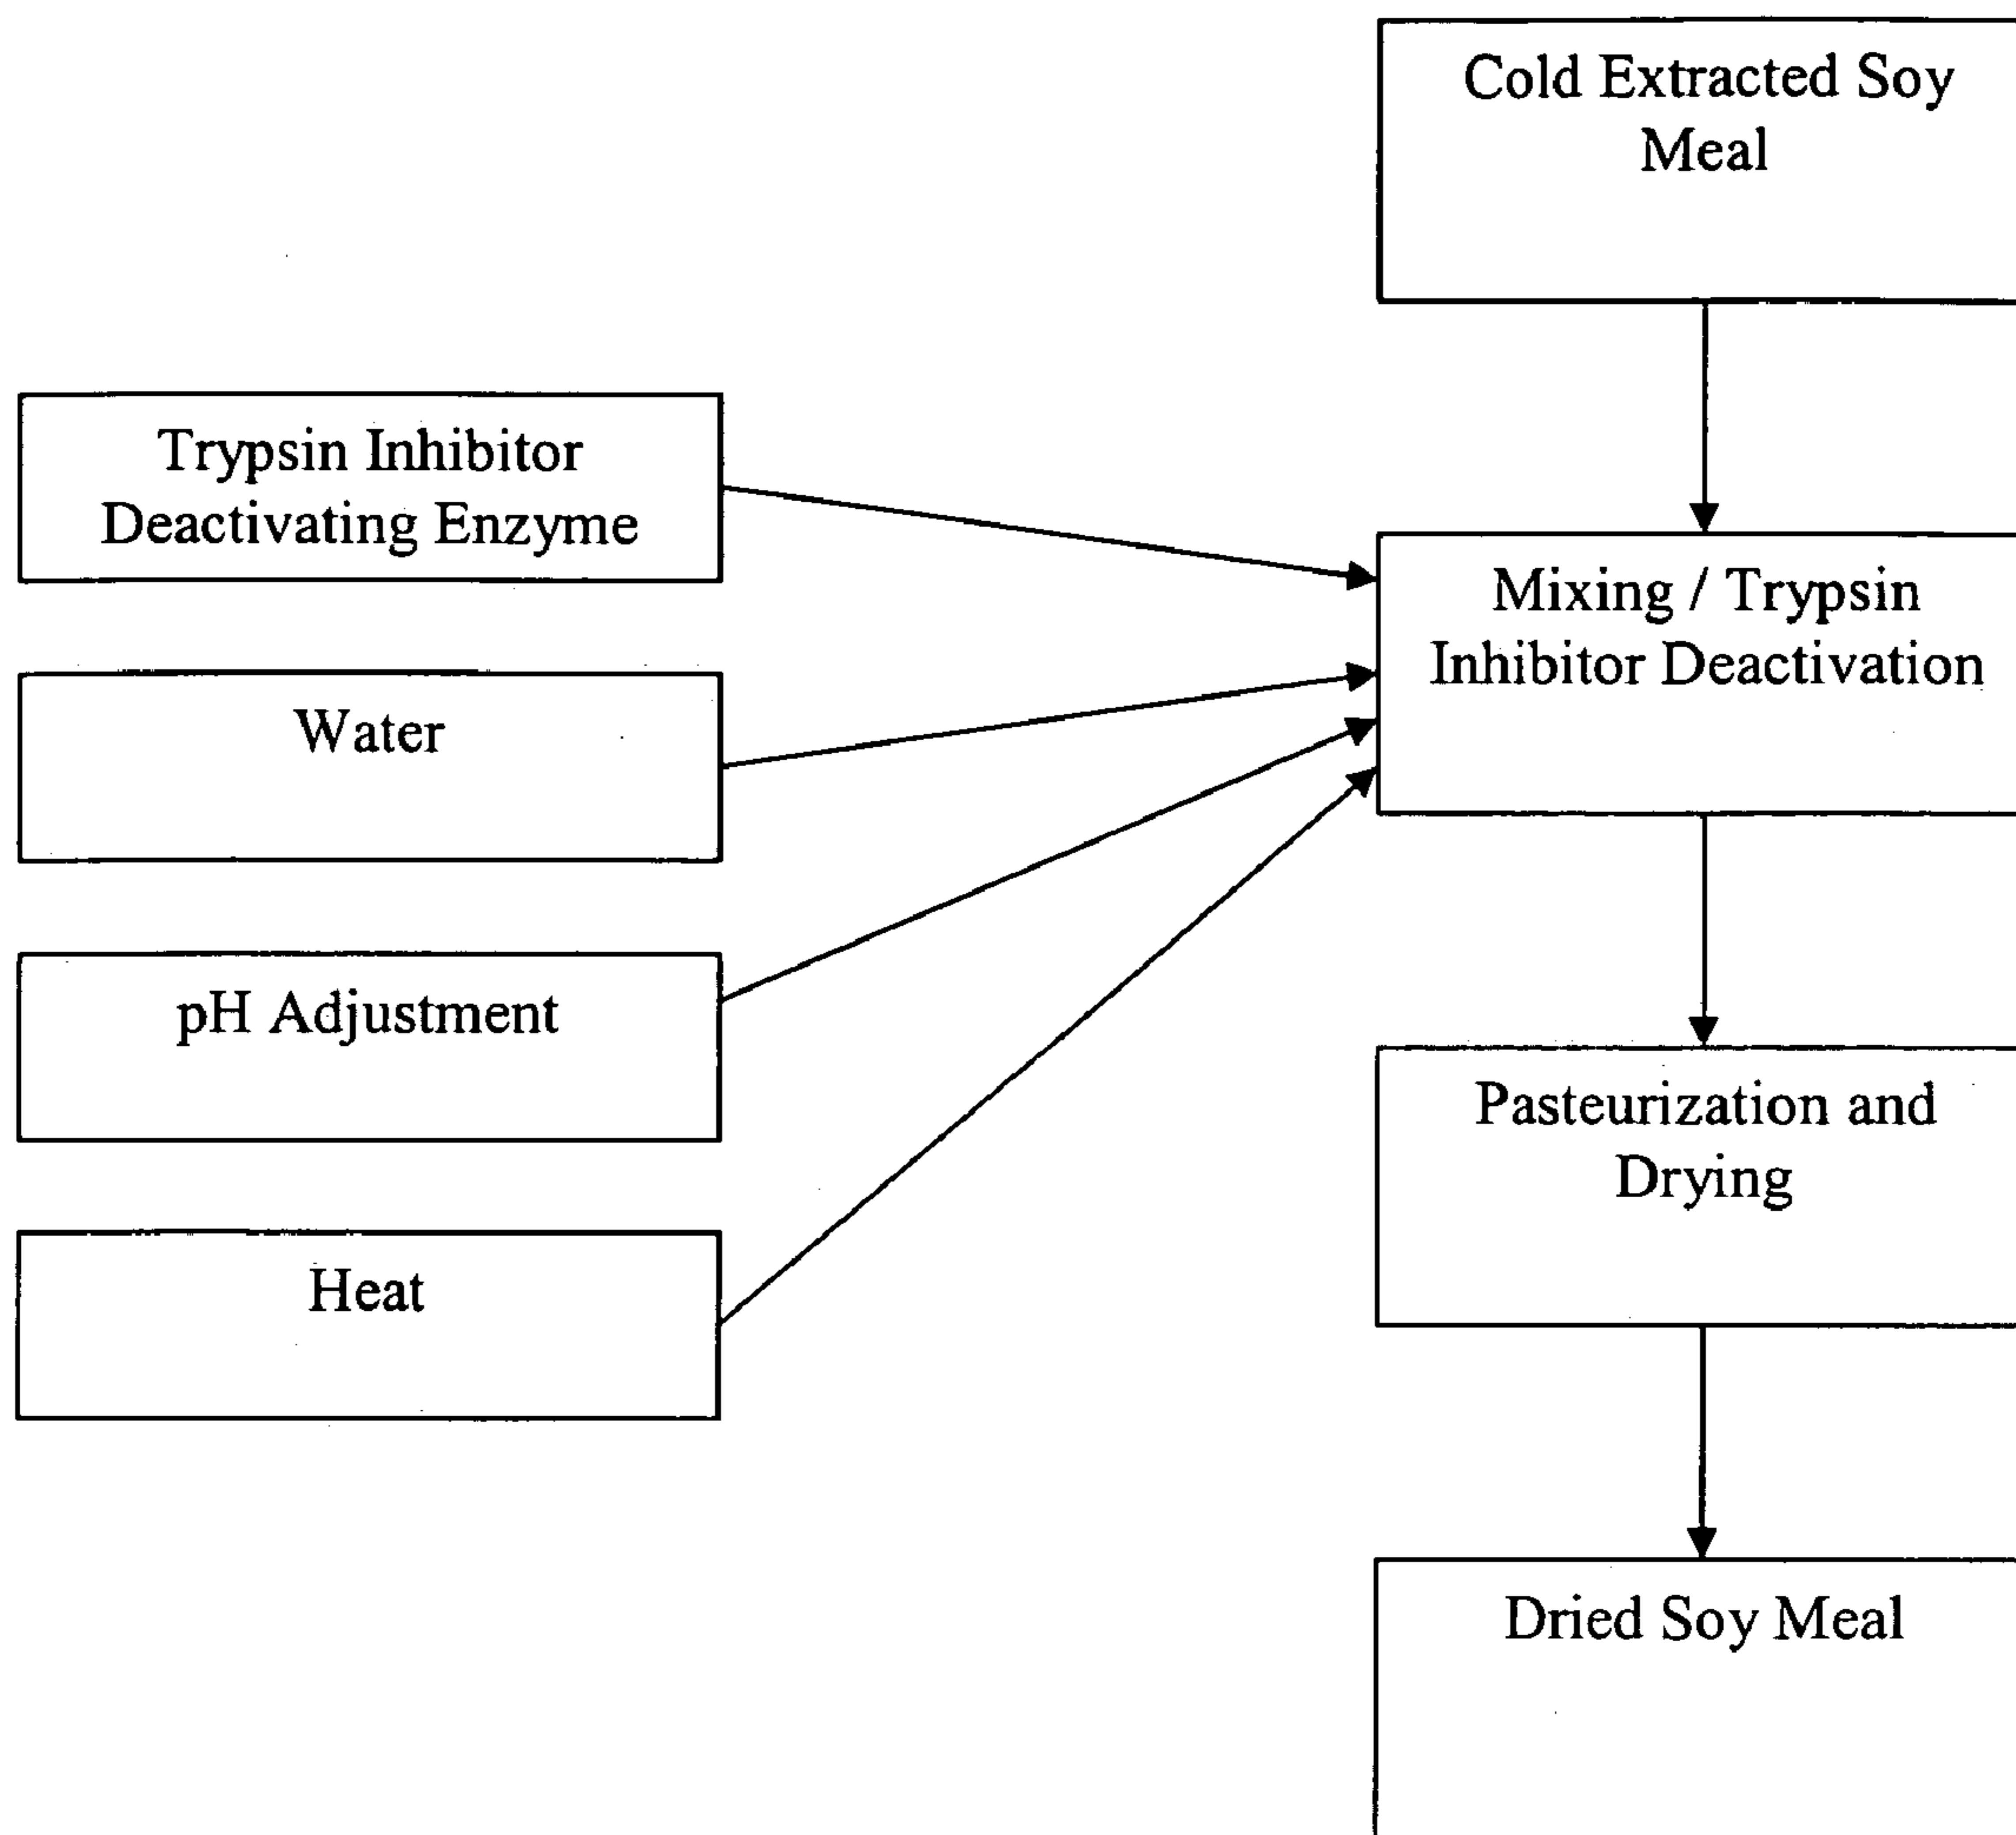 Cold Extracted Soy
Meal
Trypsin Inhibitor
Deactivating Enzyme
Mixing / Trypsin
Inhibitor Deactivation
Water
pH Adjustment
Pasteurization and
Drying
Heat
Dried Soy Meal